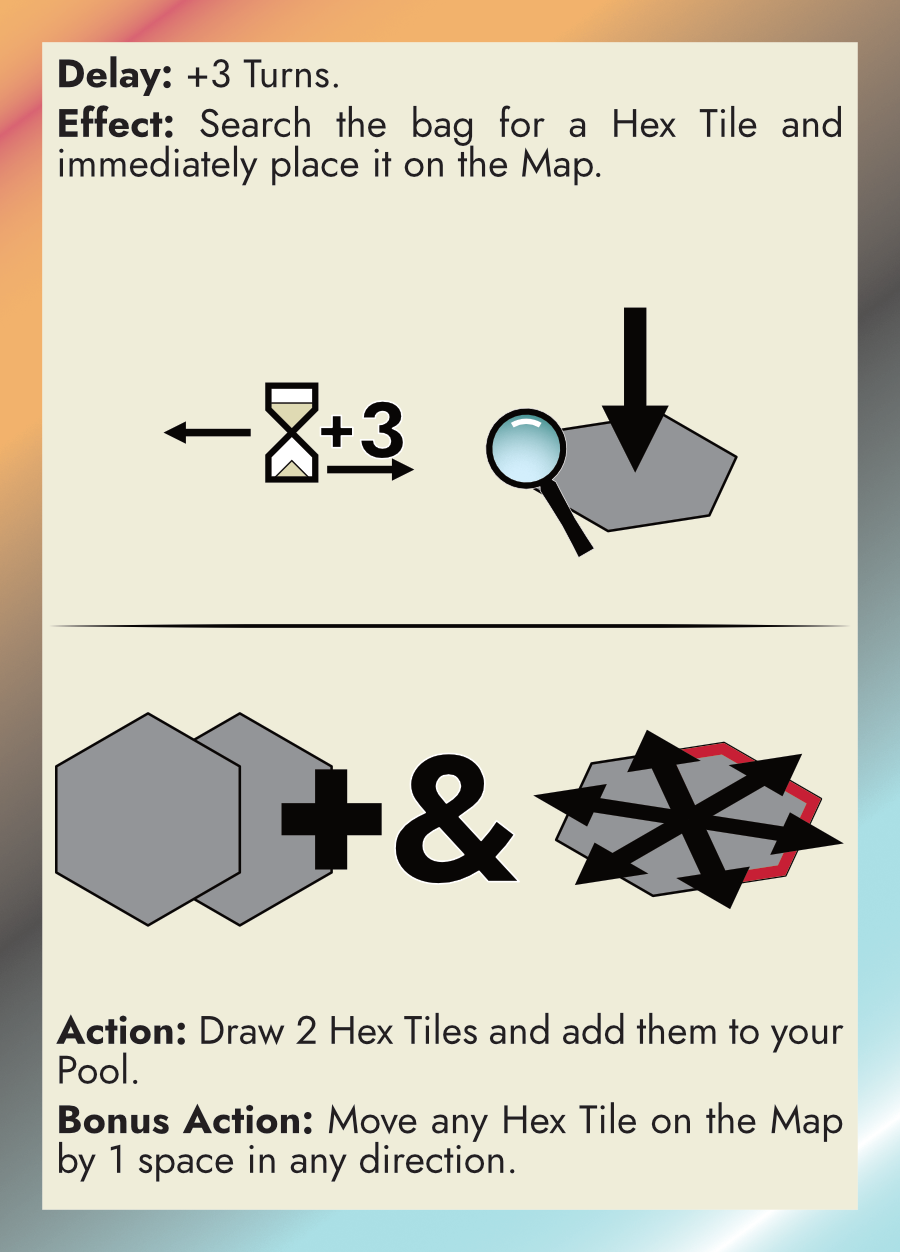 Delay: +3 Turns.
Effect: Search the bag for a Hex Tile and
immediately place it on the Map.
+3
+ &
Action: Draw 2 Hex Tiles and add them to your
Pool.
Bonus Action: Move any Hex Tile on the Map
by 1 space in any direction.